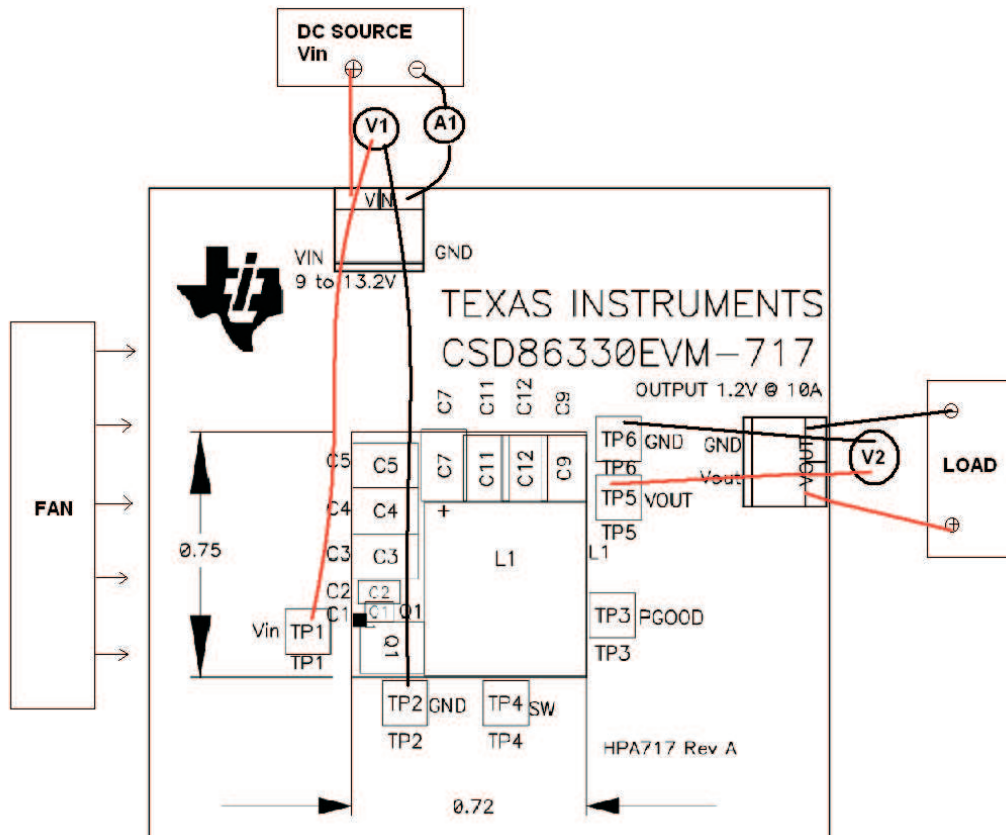 DC SOURCE
Vin
V1
A1
VIN
VIN
GND
9 to 13.2V
TEXAS INSTRUMENTS
CSD86330EVM-717
OUTPUT 1.2V @ 10A
C7
C11
C12
C9
C5
C5
C7
C11
C12
C9
TP6
GND
TP6
GND
Vout
VOUT
V2
LOAD
FAN
C4
C4
+
TP5
VOUT
TP5
0.75
C3
C3
L1
L1
C2
C2
C1
C1
Q1
Vin
TP1
TP1
Q1
TP3
PGOOD
TP3
TP2
GND
TP2
TP4
SW
TP4
HPA717 Rev A
0.72